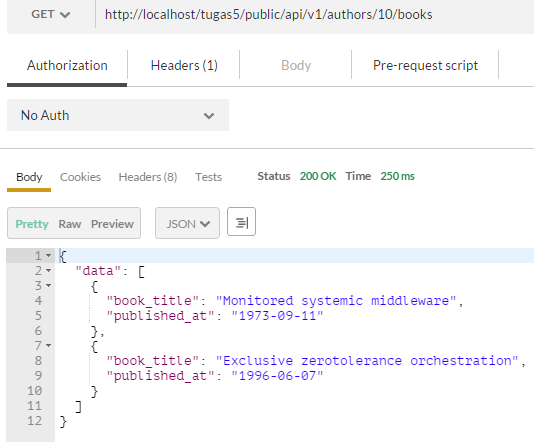 GET http://localhost/tugas5/public/api/v1/authors/10/books
Authorization Headers (1) Body Pre-request script
No Auth
Body Cookies Headers (8) Tests Status 200 OK Time 250 ms
Pretty Raw Preview JSON
1 {
2 "data": [
3 {
4 "book_title": "Monitored systemic middleware",
5 "published_at": "1973-09-11"
6 },
7 {
8 "book_title": "Exclusive zerotolerance orchestration",
9 "published_at": "1996-06-07"
10 }
11 ]
12 }